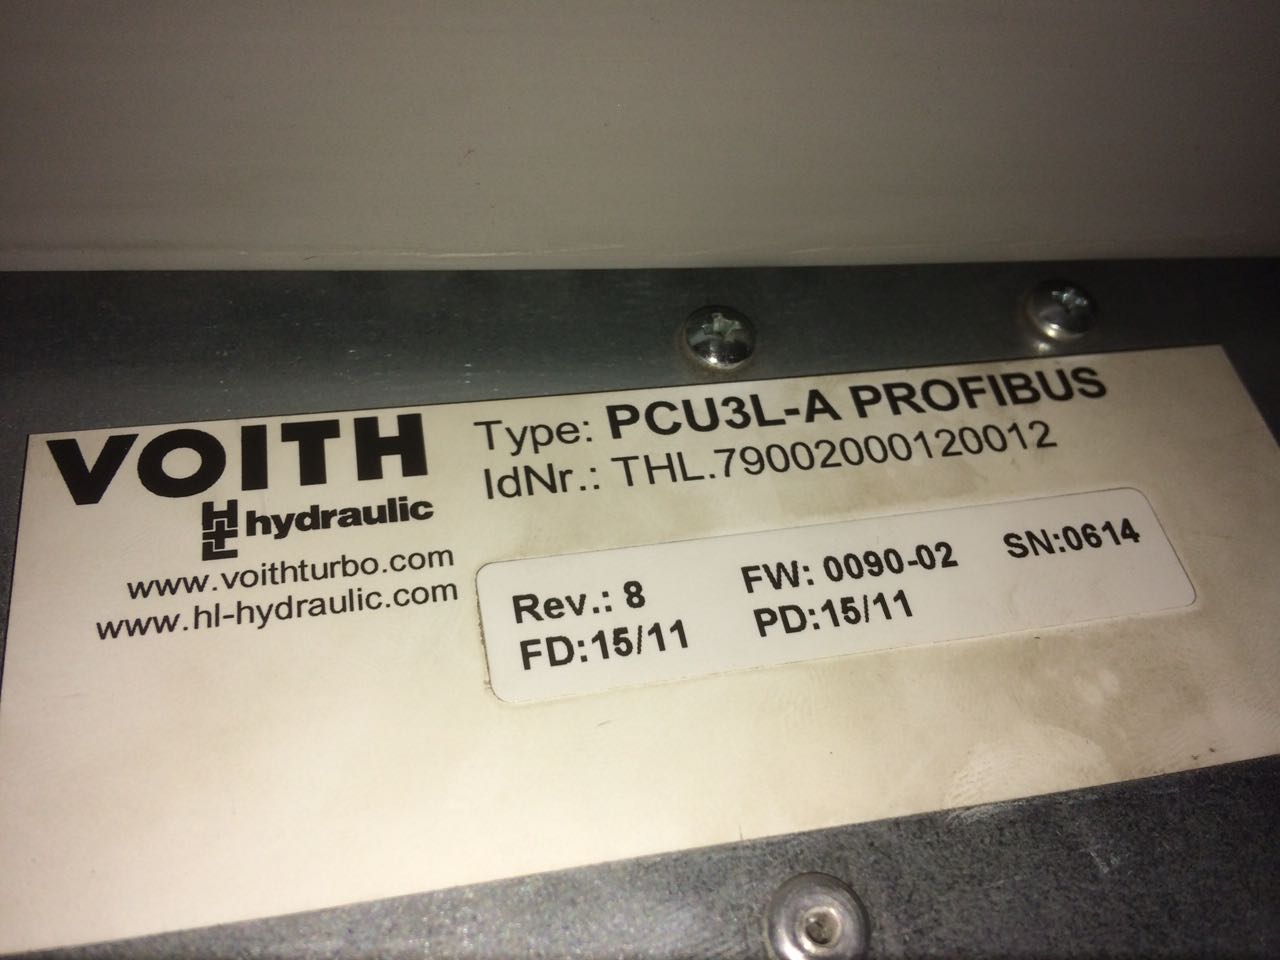 VOITH
HL hydraulic
www.voithturbo.com
www.hl-hydraulic.com
Type: PCU3L-A PROFIBUS
IdNr.: THL.79002000120012
Rev.: 8 FW: 0090-02 SN:0614
FD:15/11 PD:15/11